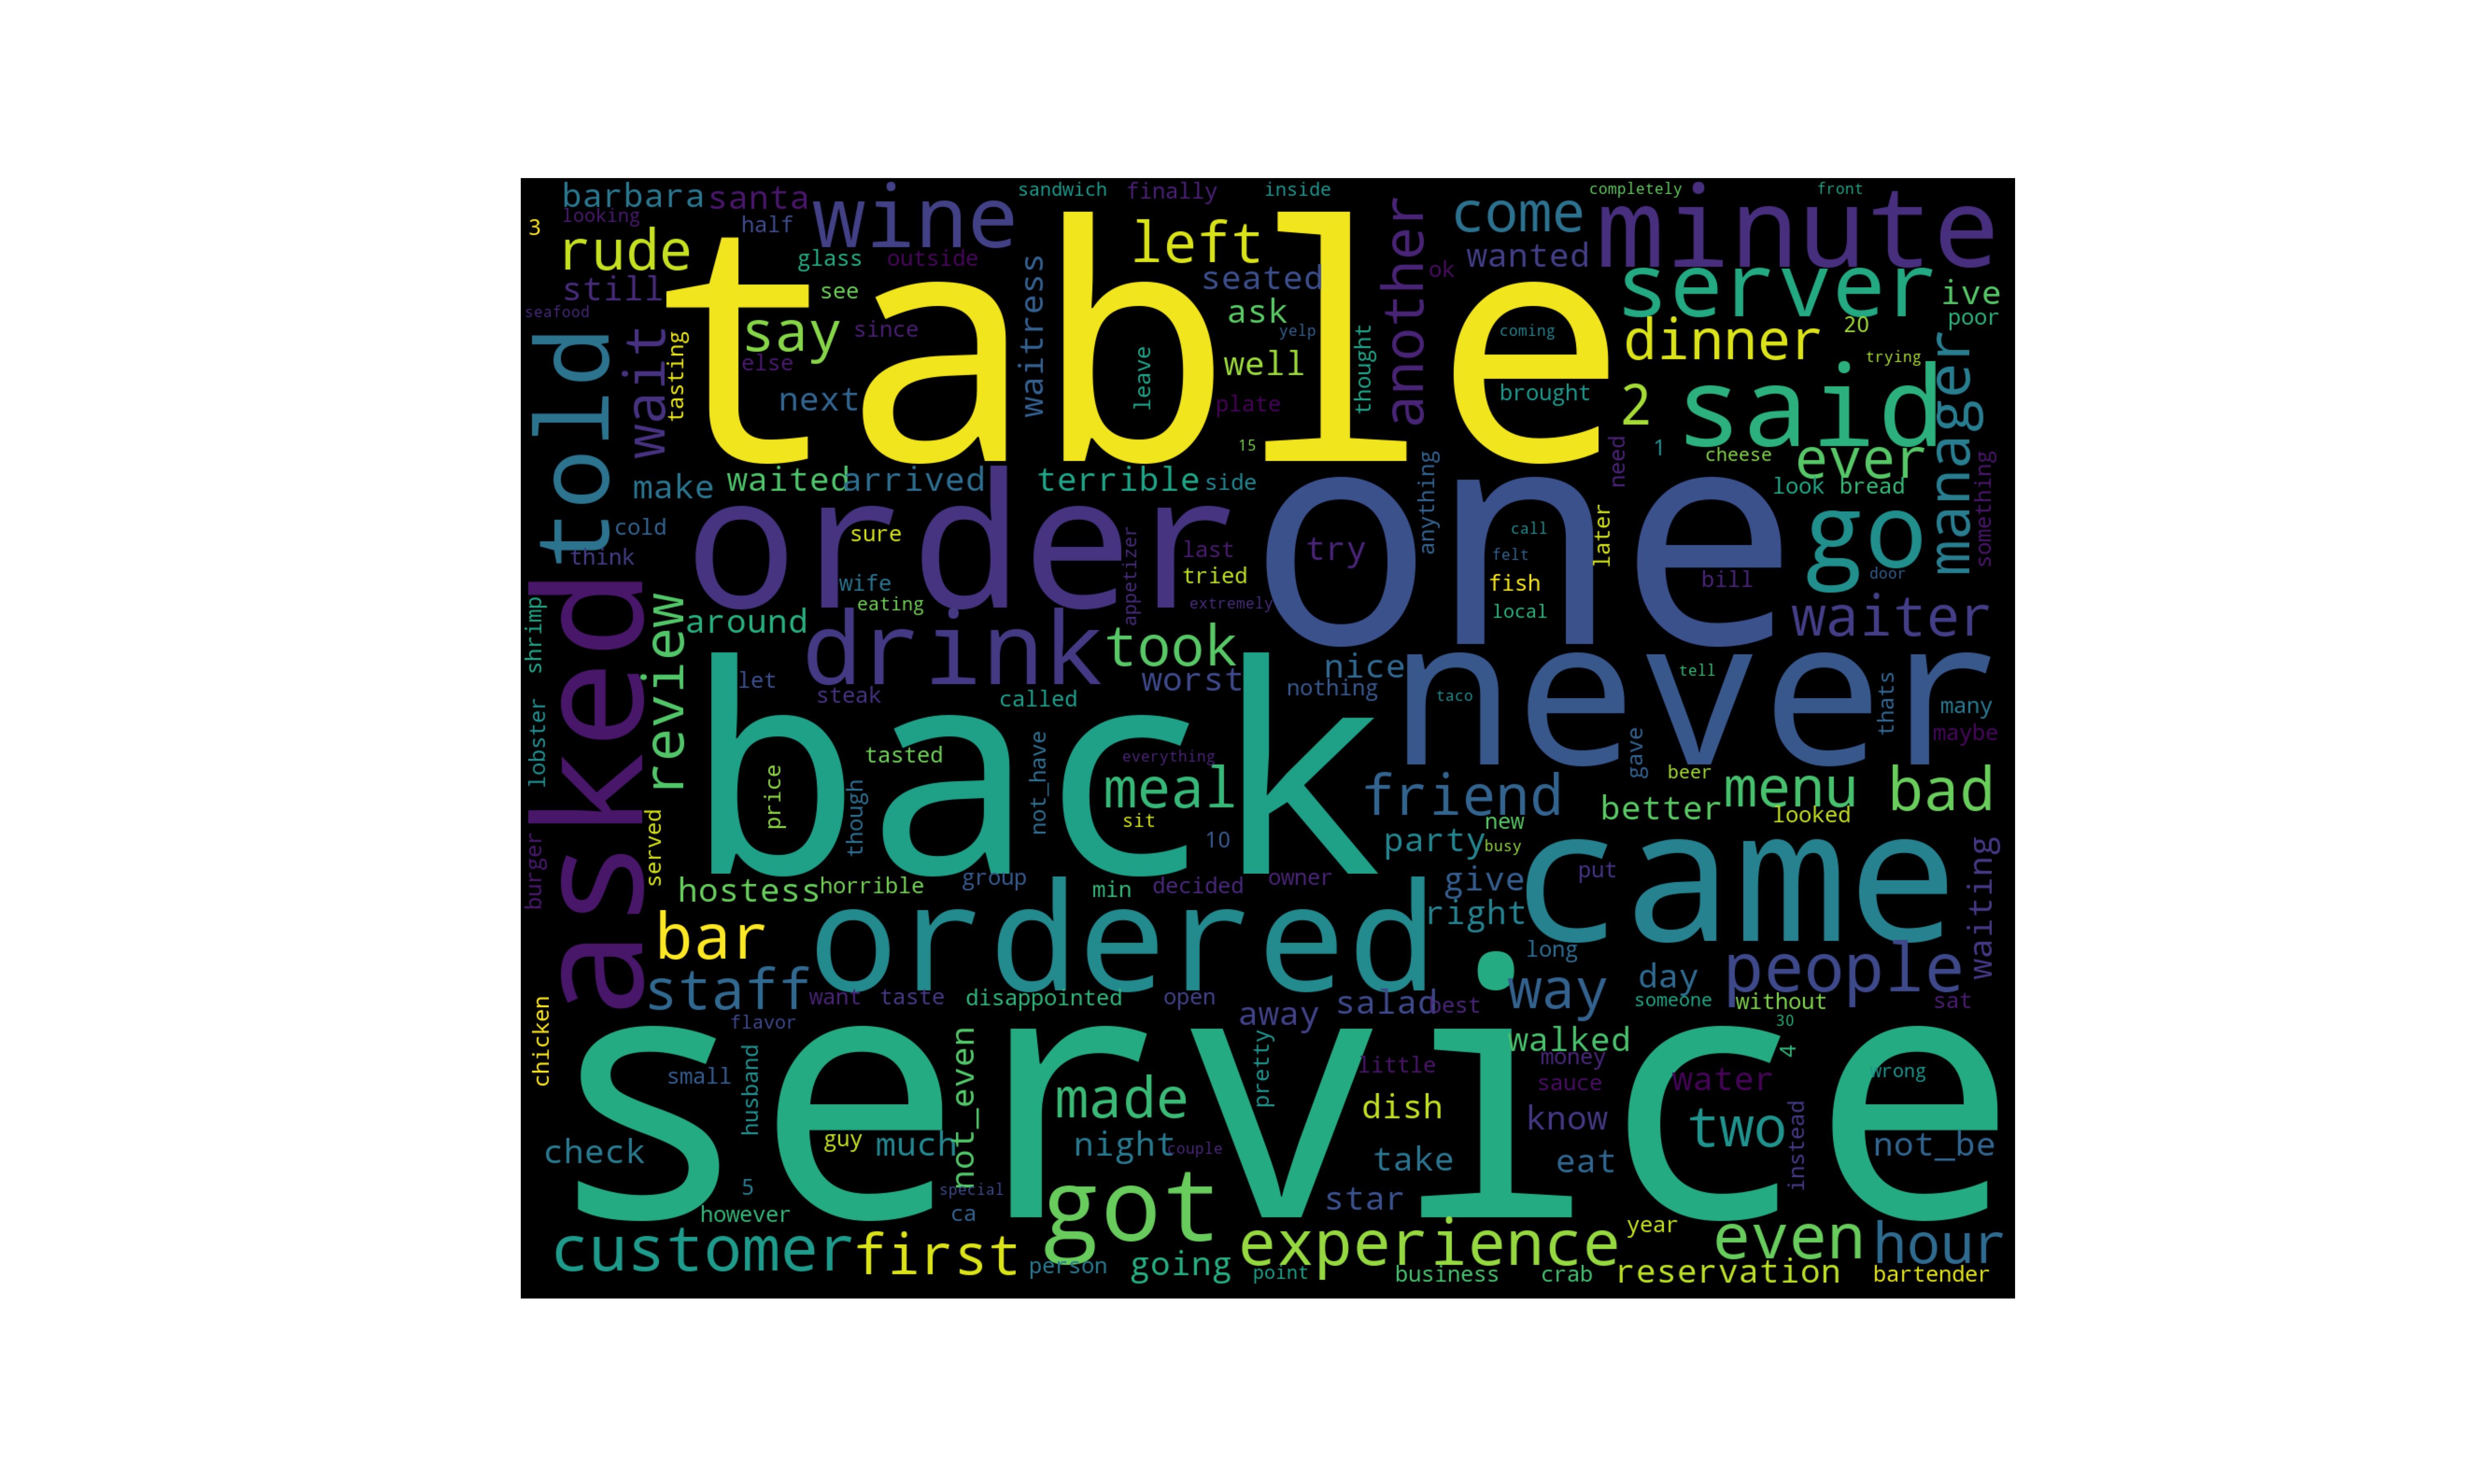 barbara santa wine sandwich finally inside completely front
looking half left come minute
3 rude glass outside another wanted ok
still see seated server ive
seafood say since waitress ask yelp coming dinner 20 poor
told wait tasting else table well thought trying
next leave plate brought 2 said manager
15 need 1 cheese ever
make waited arrived terrible side anything look bread something
cold sure order last try one call later go
think appetizer felt
wife tried fish bill door
eating extremely local waiter
asked shrimp review around drink took
let worst nice never tell
steak called nothing taco thats many
lobster back maybe
tasted not_have everything gave
price though meal friend beer menu bad
sit better looked
burger served 10 party new came
busy
hostess horrible group min decided owner give put waiting
bar ordered right
staff . long way day people
want taste disappointed open salad best someone without sat
chicken flavor away 30
not_even service walked
small husband pretty little money 4 wrong
made sauce water
dish know two instead
check guy much night couple take eat not_be
5 special star
however ca got year
customer first experience even hour
person going point business crab reservation bartender